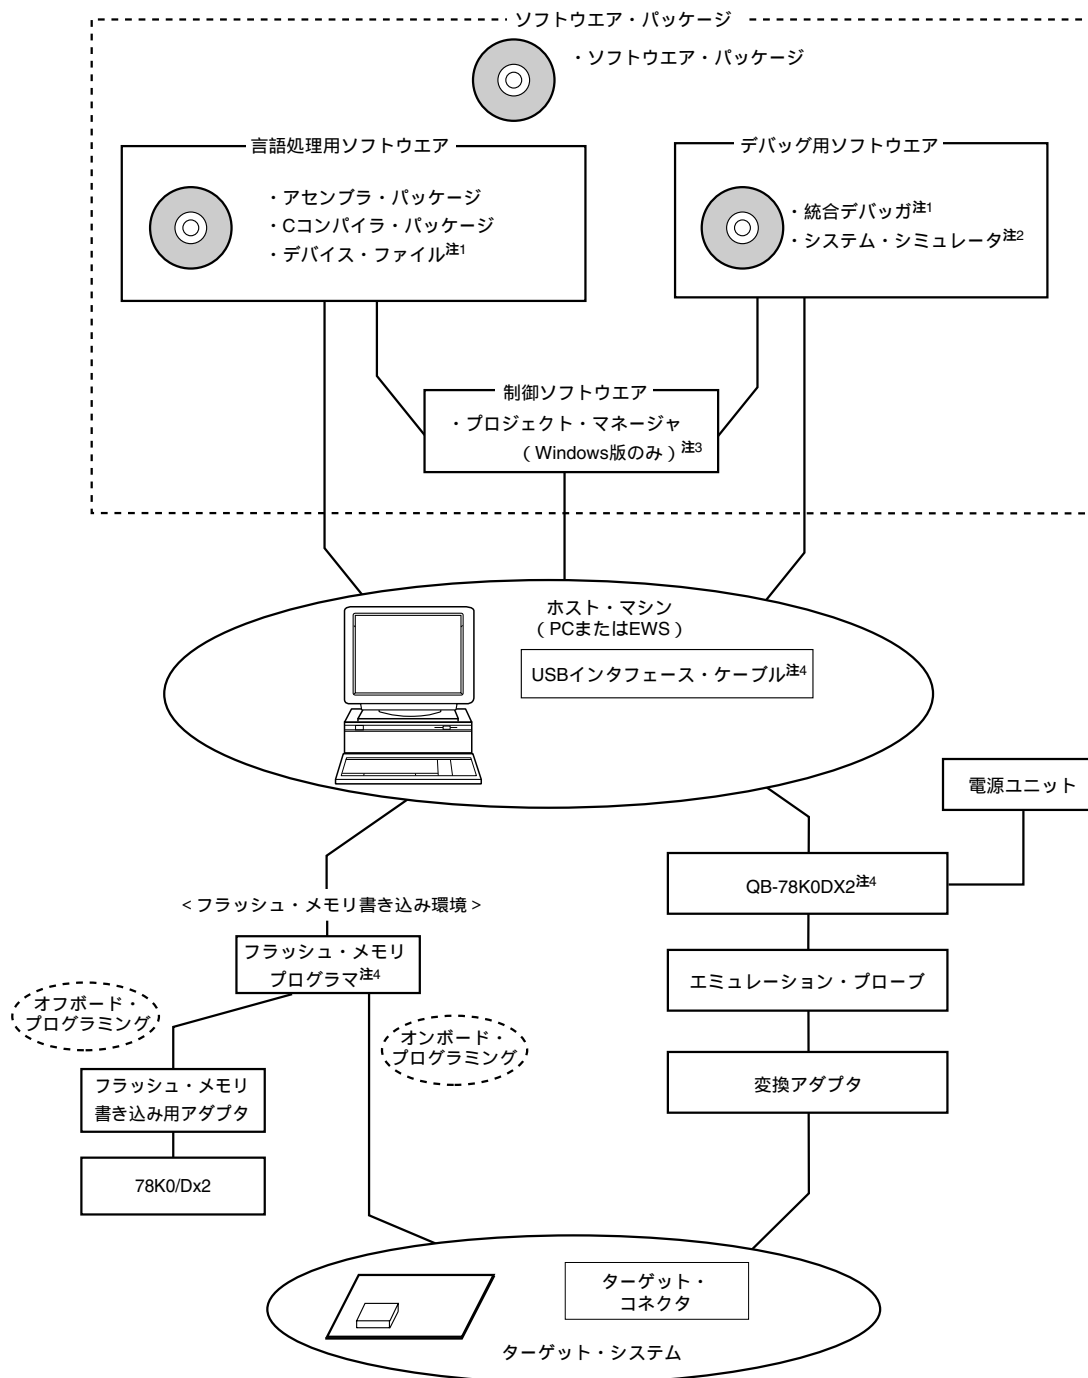 ソフトウエア・パッケージ
・ソフトウエア・パッケージ
言語処理用ソフトウエア
・アセンブラ・パッケージ
・Cコンパイラ・パッケージ
・デバイス・ファイル注1
デバッグ用ソフトウエア
・統合デバッガ注1
・システム・シミュレータ注2
制御ソフトウエア
・プロジェクト・マネージャ
（Windows版のみ）注3
ホスト・マシン
（PCまたはEWS）
USBインタフェース・ケーブル注4
電源ユニット
QB-78K0DX2注4
<フラッシュ・メモリ書き込み環境>
フラッシュ・メモリ
プログラマ注4
エミュレーション・プローブ
オフボード・
プログラミング
オンボード・
プログラミング
フラッシュ・メモリ
書き込み用アダプタ
変換アダプタ
78K0/Dx2
ターゲット・
コネクタ
ターゲット・システム